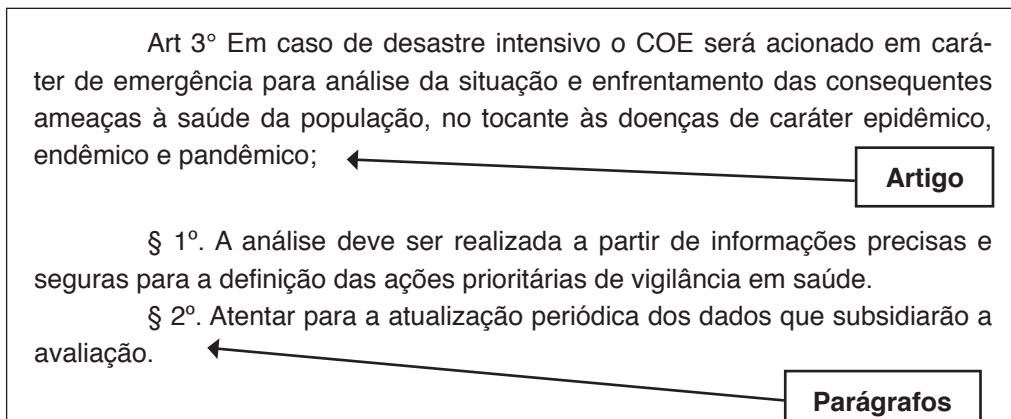 Art 3° Em caso de desastre intensivo o COE será acionado em cará-
ter de emergência para análise da situação e enfrentamento das consequentes
ameaças à saúde da população, no tocante às doenças de caráter epidêmico,
endêmico e pandêmico;
Artigo
§ 1º. A análise deve ser realizada a partir de informações precisas e
seguras para a definição das ações prioritárias de vigilância em saúde.
§ 2º. Atentar para a atualização periódica dos dados que subsidiarão a
avaliação.
Parágrafos